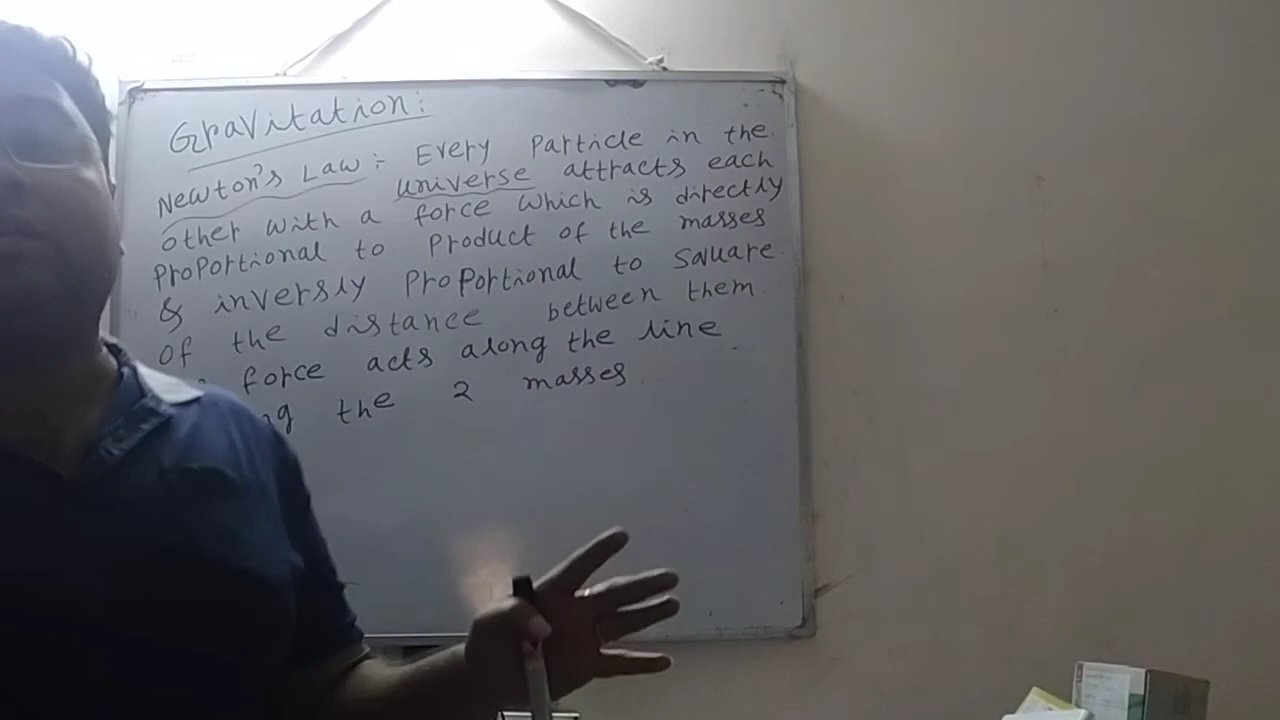 Gravitation:
Newton's Law :- Every Particle in the
universe attracts each
other with a force which is directly
Proportional to Product of the masses
& inversly Proportional to square
of the distance between them.
force acts along the line
the 2 masses